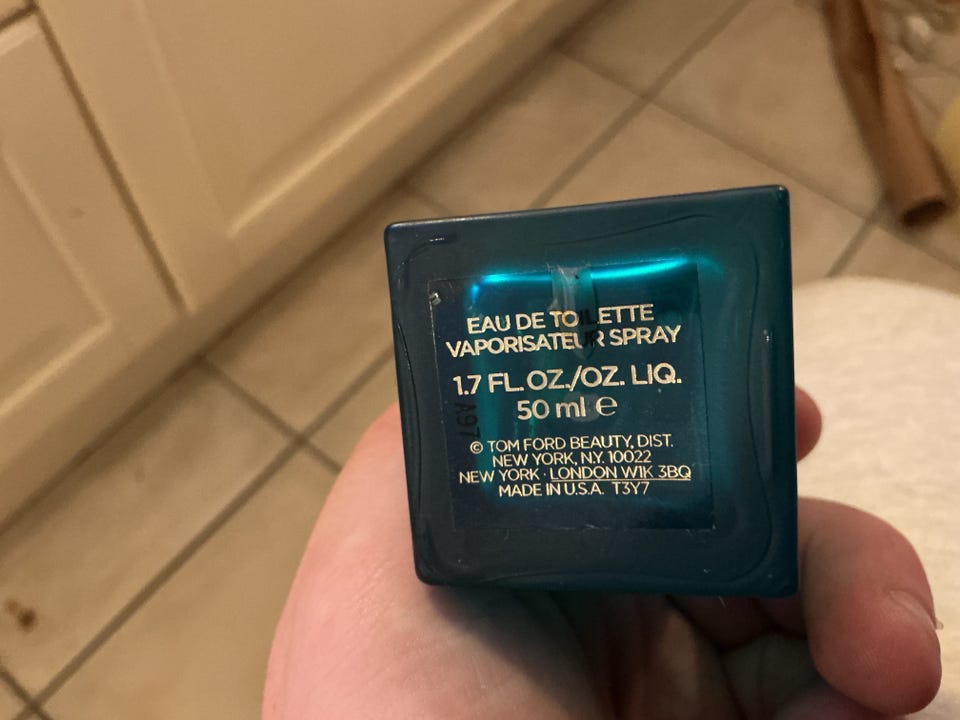 EAU DE TOILETTE
VAPORISATEUR SPRAY
1.7 FL. OZ./OZ. LIQ.
50 ml ℮
A97
© TOM FORD BEAUTY, DIST.
NEW YORK, N.Y. 10022
NEW YORK · LONDON W1K 3BQ
MADE IN U.S.A. T3Y7